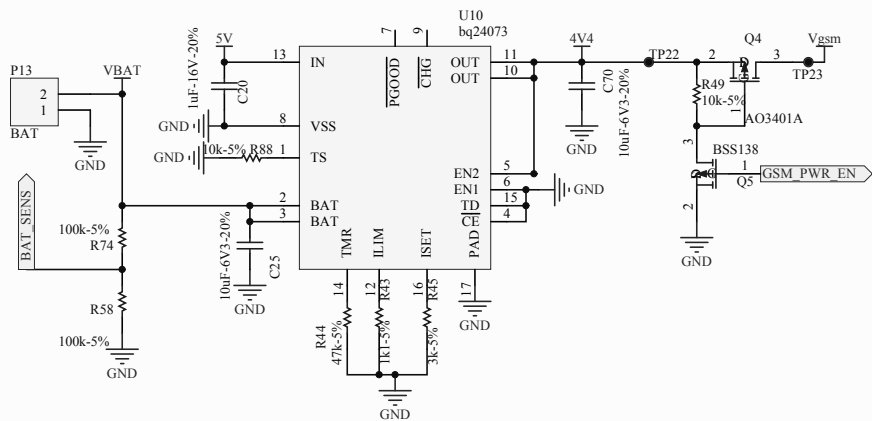 U10
bq24073
5V
13
IN
7
PGOOD
9
CHG
OUT
11
OUT
10
4V4
TP22
2
Q4
3
Vgsm
TP23
P13
VBAT
2
1
BAT
GND
1uF-16V-20%
C20
GND
8
VSS
GND
10k-5%
R88
1
TS
C70
10uF-6V3-20%
GND
R49
10k-5%
1
AO3401A
3
BSS138
1
Q5
GSM_PWR_EN
2
GND
EN2
5
EN1
6
TD
15
CE
4
GND
BAT_SENS
2
BAT
3
BAT
100k-5%
R74
10uF-6V3-20%
C25
GND
R58
100k-5%
GND
TMR
ILIM
ISET
PAD
14
12
16
17
GND
R44
47k-5%
R43
1k1-5%
R45
3k-5%
GND